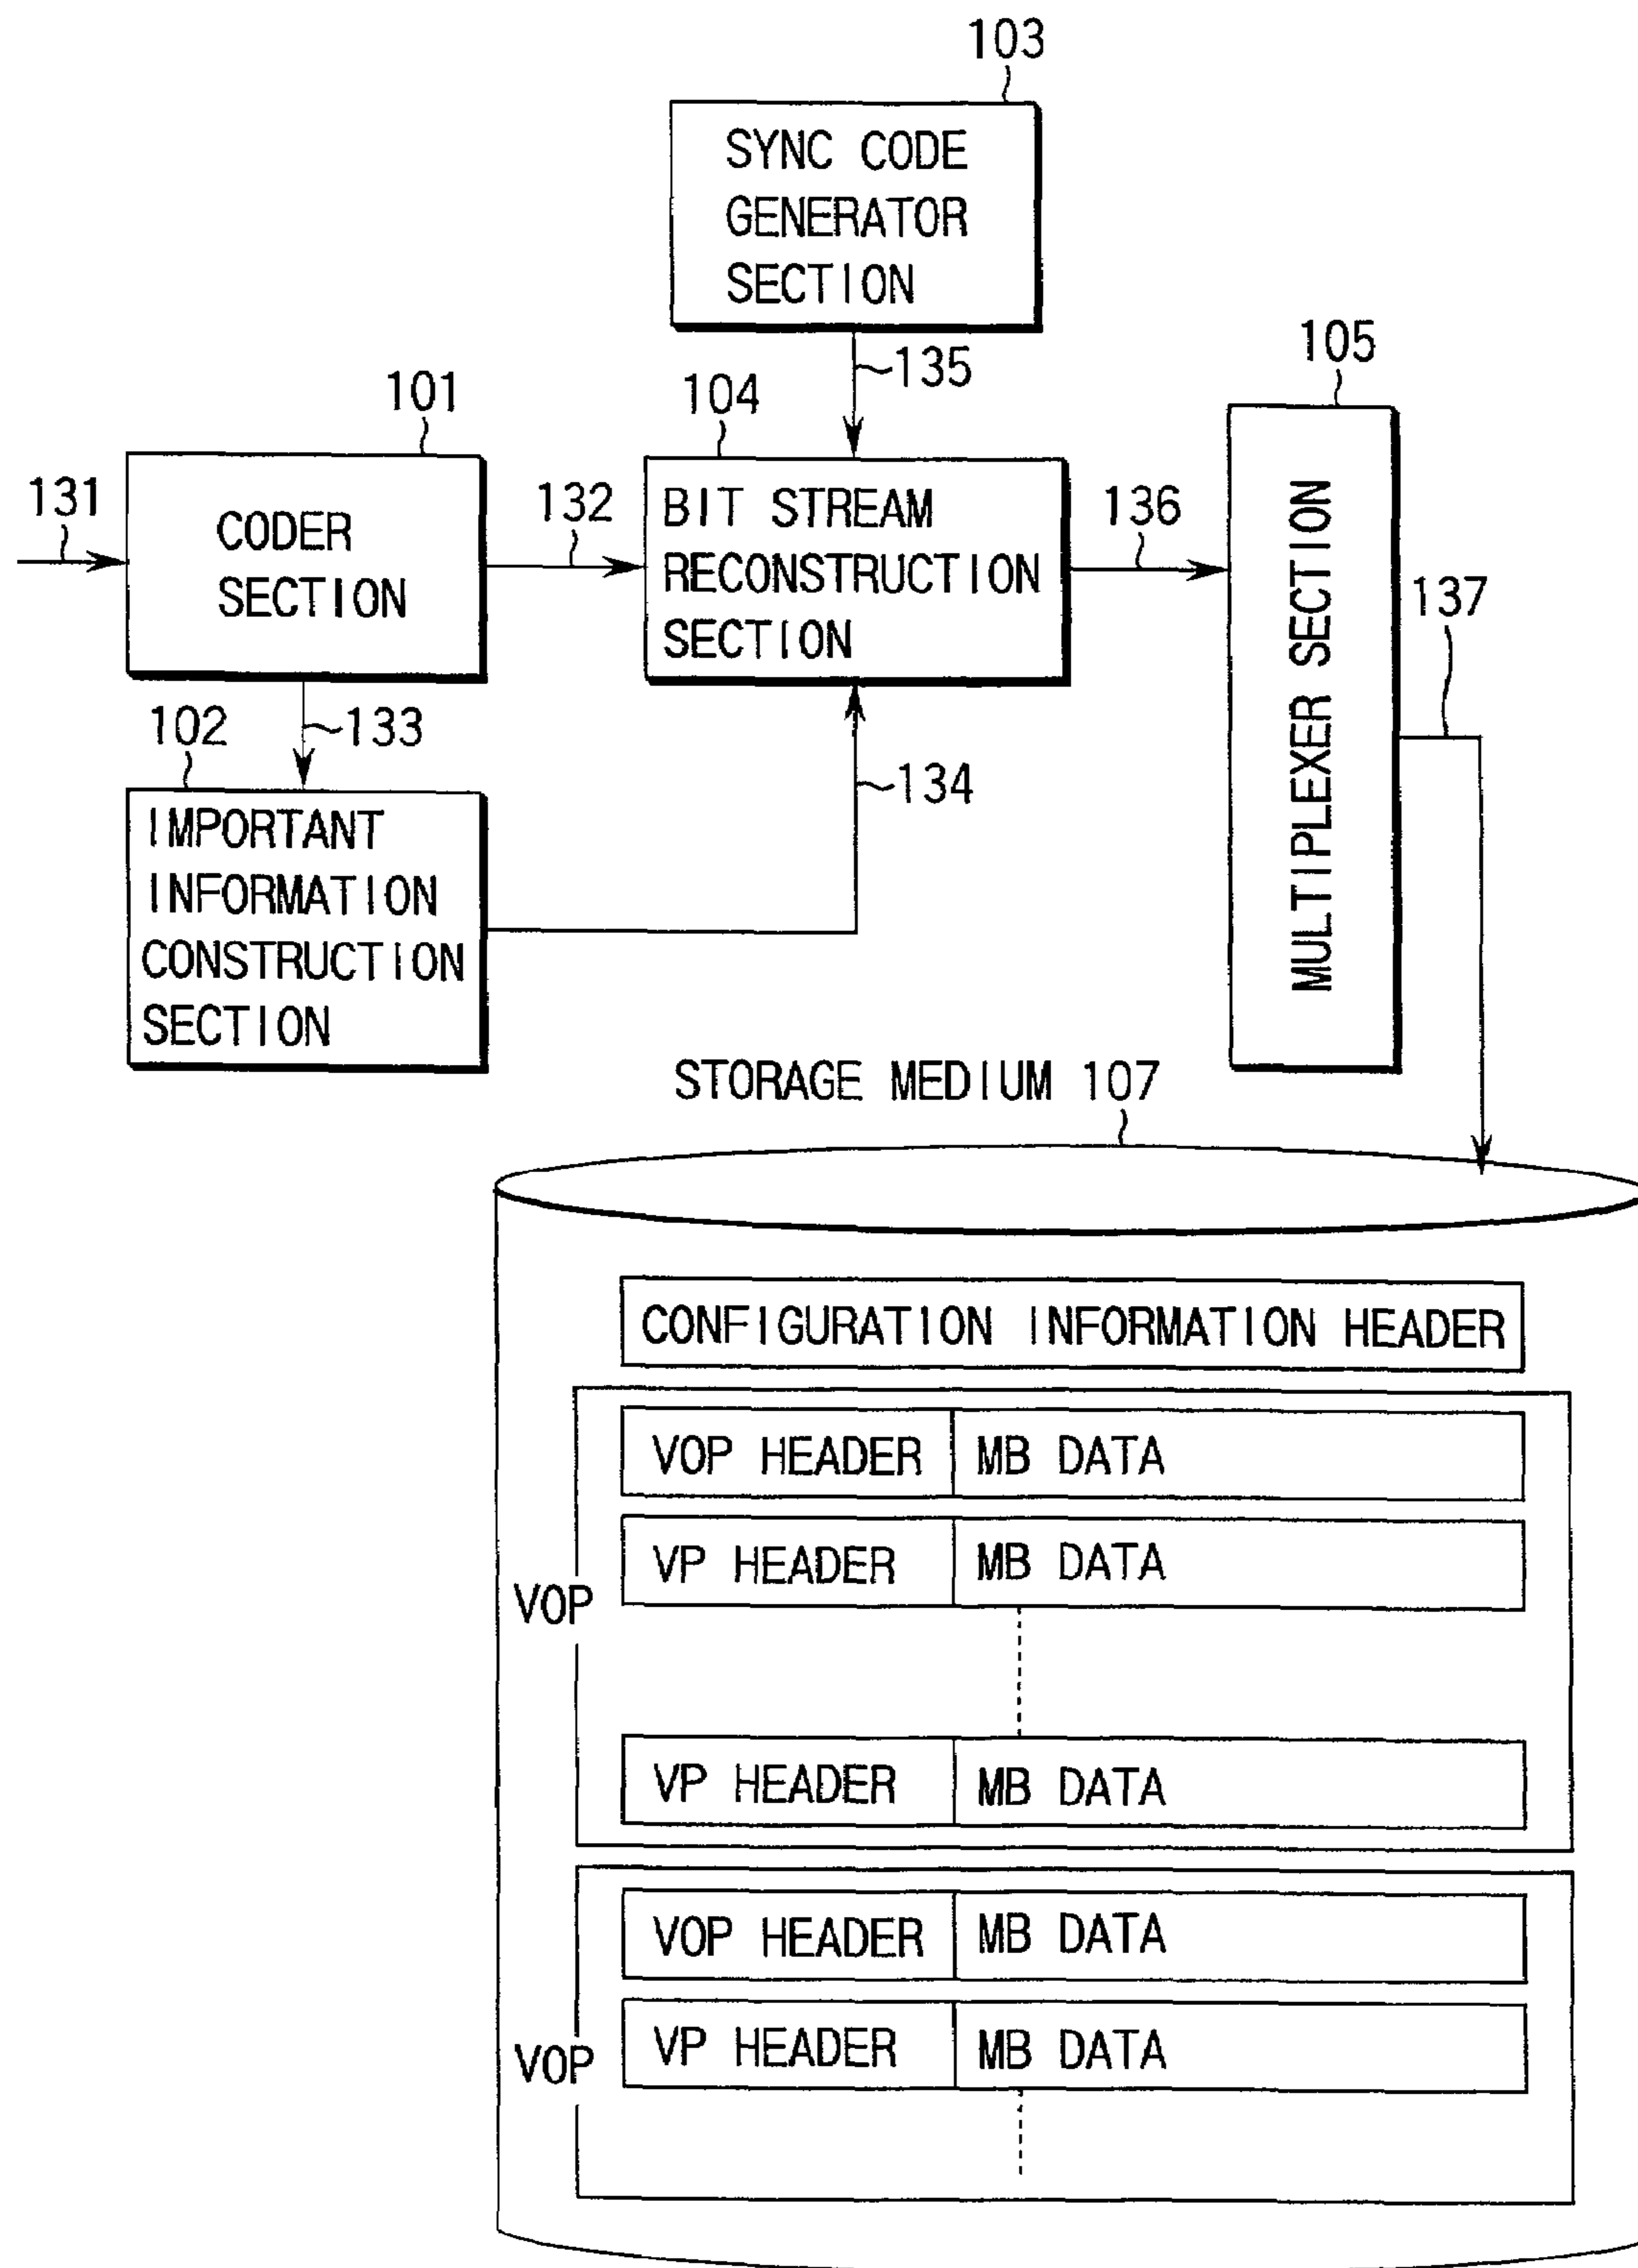 103
SYNC CODE
GENERATOR
SECTION
135
105
101
104
131
CODER
SECTION
132
BIT STREAM
RECONSTRUCTION
SECTION
136
MULTIPLEXER SECTION
137
133
102
134
IMPORTANT
INFORMATION
CONSTRUCTION
SECTION
STORAGE MEDIUM 107
CONFIGURATION INFORMATION HEADER
VOP HEADER MB DATA
VP HEADER MB DATA
VOP
VP HEADER MB DATA
VOP HEADER MB DATA
VP HEADER MB DATA
VOP